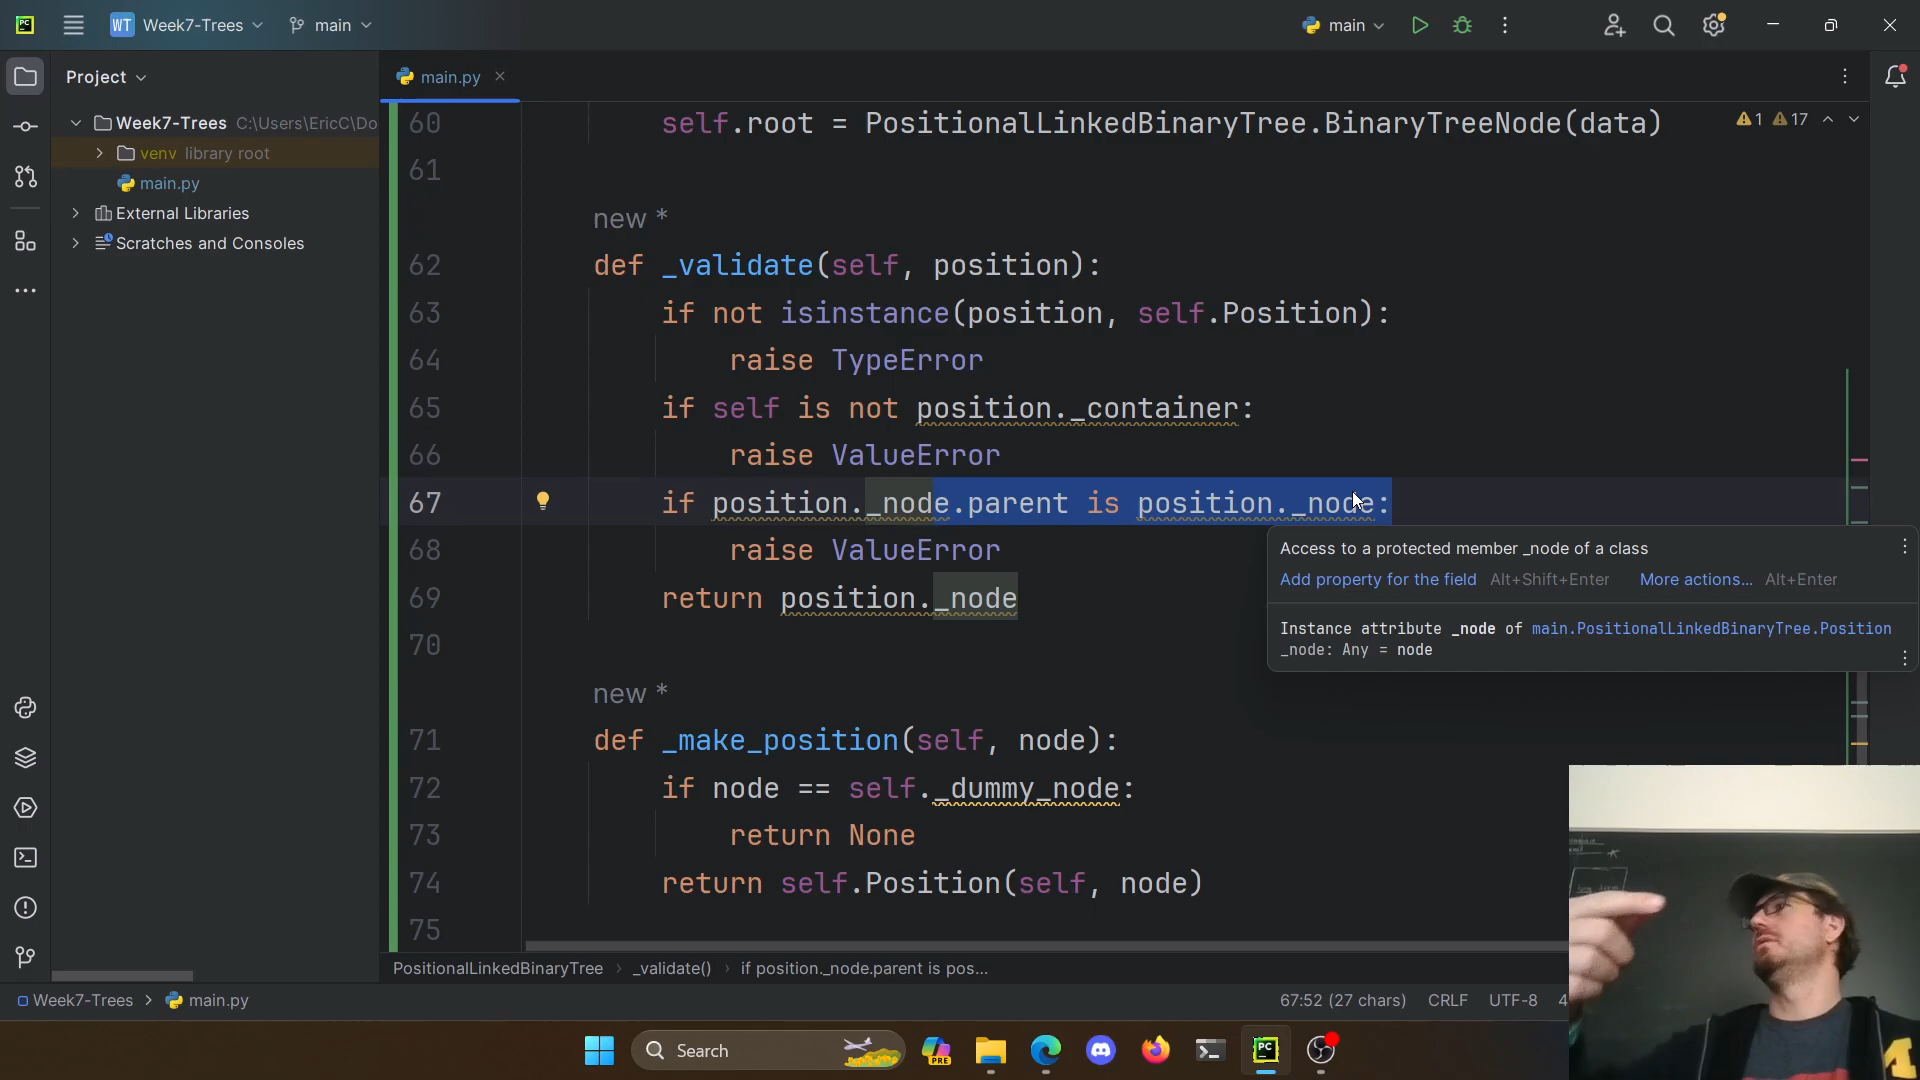 PC
WT Week7-Trees
main
main
Project
main.py
Week7-Trees C:\Users\EricC\Do
venv library root
main.py
External Libraries
Scratches and Consoles
60 self.root = PositionalLinkedBinaryTree.BinaryTreeNode(data)
1 17
61
new *
62 def _validate(self, position):
63 if not isinstance(position, self.Position):
64 raise TypeError
65 if self is not position._container:
66 raise ValueError
67 if position._node.parent is position._node:
68 raise ValueError
69 return position._node
70
Access to a protected member _node of a class
Add property for the field Alt+Shift+Enter More actions... Alt+Enter
Instance attribute _node of main.PositionalLinkedBinaryTree.Position
_node: Any = node
new *
71 def _make_position(self, node):
72 if node == self._dummy_node:
73 return None
74 return self.Position(self, node)
75
PositionalLinkedBinaryTree > _validate() > if position._node.parent is pos...
Week7-Trees > main.py
67:52 (27 chars) CRLF UTF-8 4
Search
PRE
PC